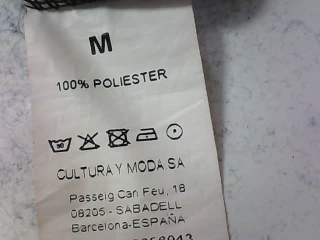 M
100% POLIESTER
CULTURA Y MODA SA
Passeig Can Feu, 18
08205 - SABADELL
Barcelona-ESPAÑA